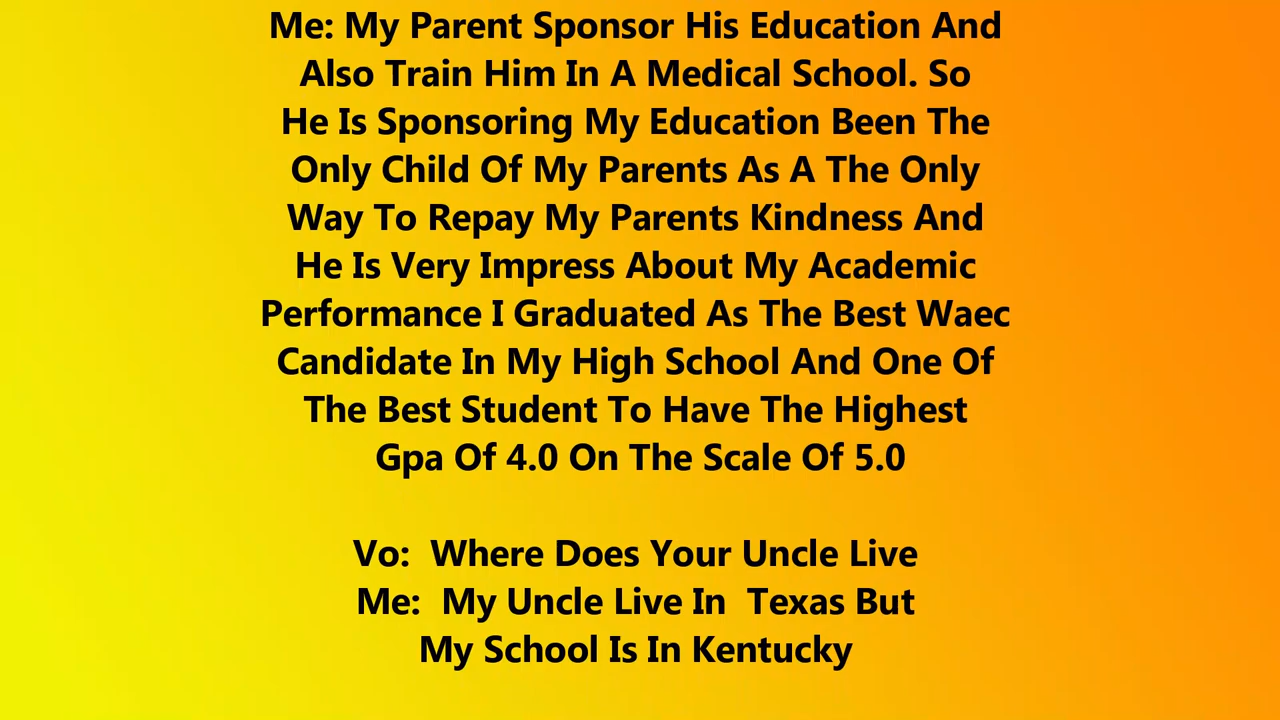 Me: My Parent Sponsor His Education And
Also Train Him In A Medical School. So
He Is Sponsoring My Education Been The
Only Child Of My Parents As A The Only
Way To Repay My Parents Kindness And
He Is Very Impress About My Academic
Performance I Graduated As The Best Waec
Candidate In My High School And One Of
The Best Student To Have The Highest
Gpa Of 4.0 On The Scale Of 5.0
Vo:  Where Does Your Uncle Live
Me:  My Uncle Live In  Texas But
My School Is In Kentucky